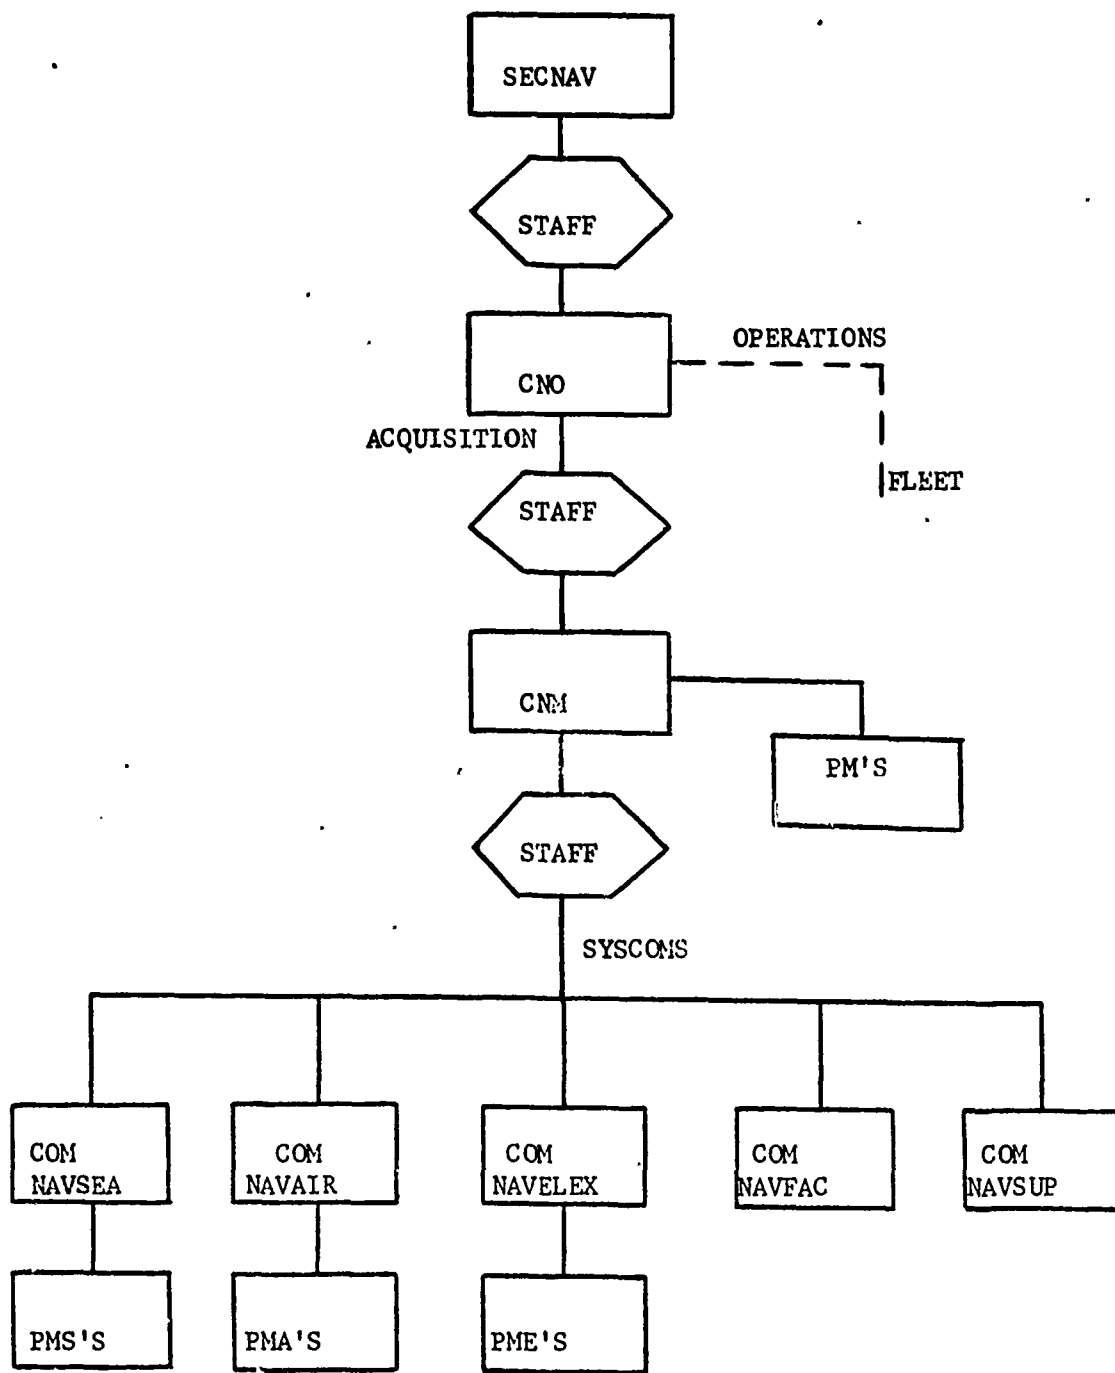 SECNAV
STAFF
OPERATIONS
CNO
ACQUISITION
FLEET
STAFF
CNM
PM'S
STAFF
SYSCOMS
COM
NAVSEA
COM
NAVAIR
COM
NAVELEX
COM
NAVFAC
COM
NAVSUP
PMS'S
PMA'S
PME'S